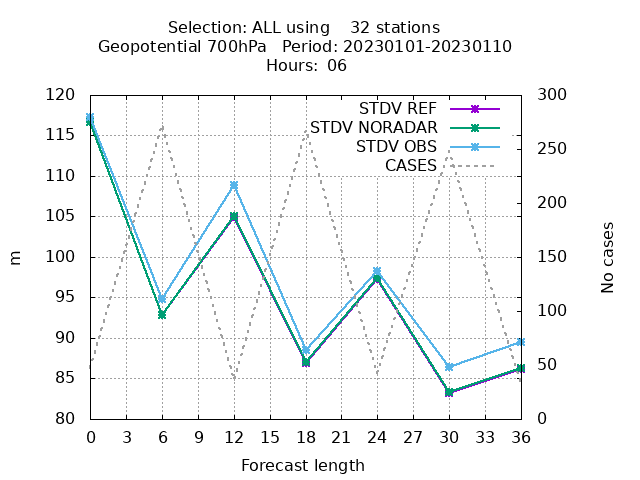 Selection: ALL using    32 stations
Geopotential 700hPa   Period: 20230101-20230110
Hours:  06
STDV REF
STDV NORADAR
STDV OBS
CASES
120
115
110
105
100
95
90
85
80
300
250
200
150
100
50
0
m
No cases
0 3 6 9 12 15 18 21 24 27 30 33 36
Forecast length